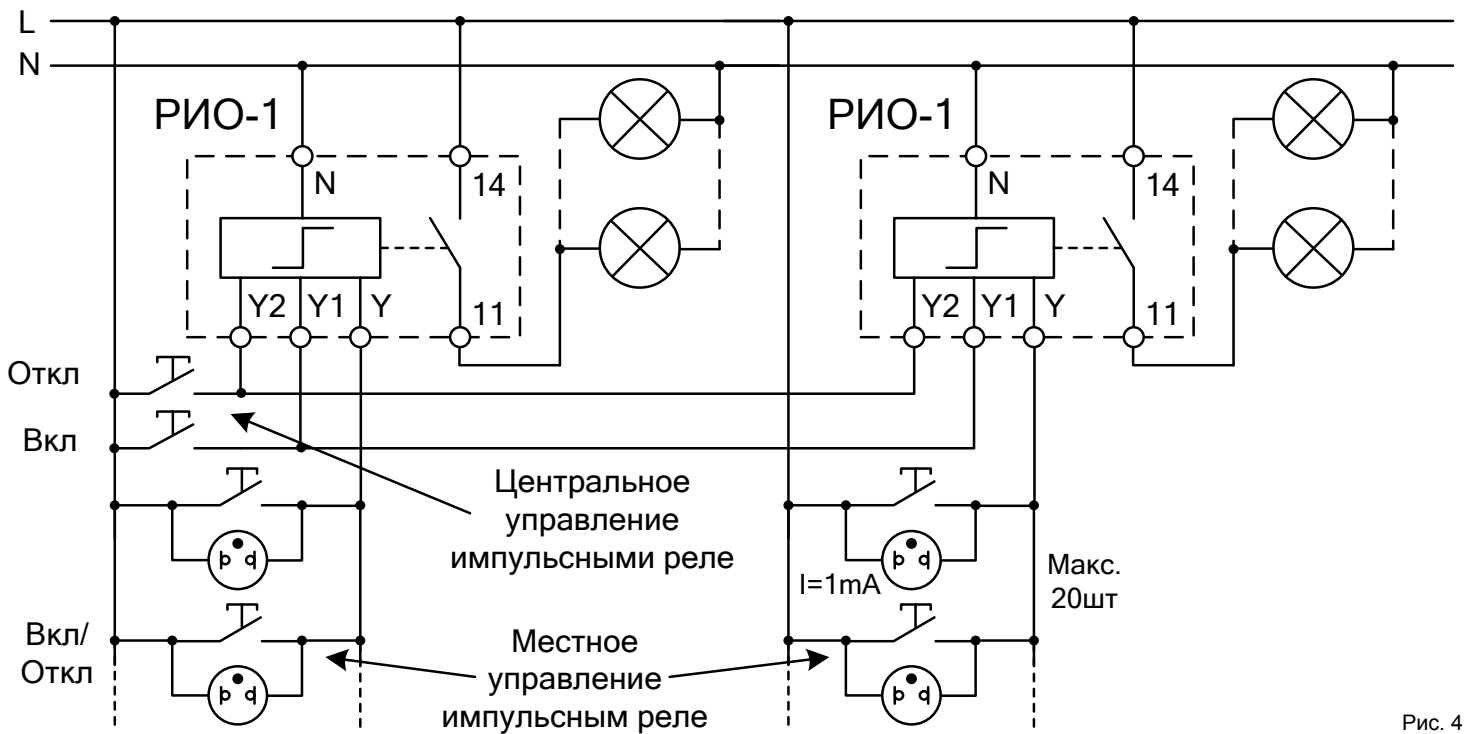 L
N
РИО-1
РИО-1
N
14
N
14
Y2
Y1
Y
11
Y2
Y1
Y
11
Откл
Вкл
Центральное
управление
импульсными реле
I=1mA
Макс.
20шт
Вкл/
Откл
Местное
управление
импульсным реле
Рис. 4